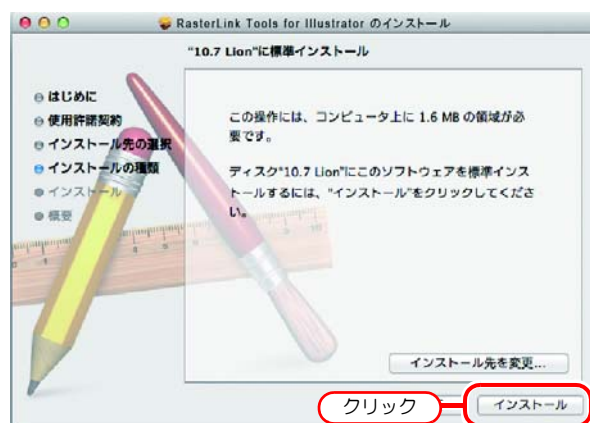 RasterLink Tools for Illustrator のインストール
"10.7 Lion"に標準インストール
はじめに
使用許諾契約
インストール先の選択
インストールの種類
インストール
概要
この操作には、コンピュータ上に 1.6 MB の領域が必
要です。
ディスク"10.7 Lion"にこのソフトウェアを標準インス
トールするには、"インストール"をクリックしてくださ
い。
インストール先を変更...
クリック
インストール